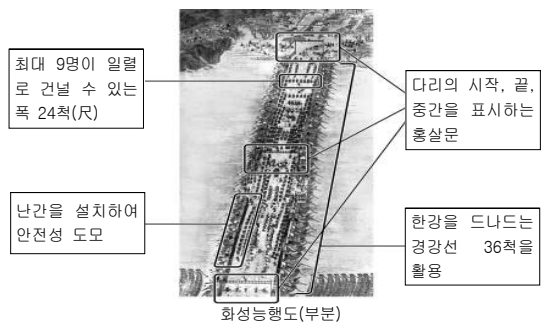 최대 9명이 일렬
로 건널 수 있는
폭 24척(尺)
다리의 시작, 끝,
중간을 표시하는
홍살문
난간을 설치하여
안전성 도모
한강을 드나드는
경강선 36척을
활용
화성능행도(부분)